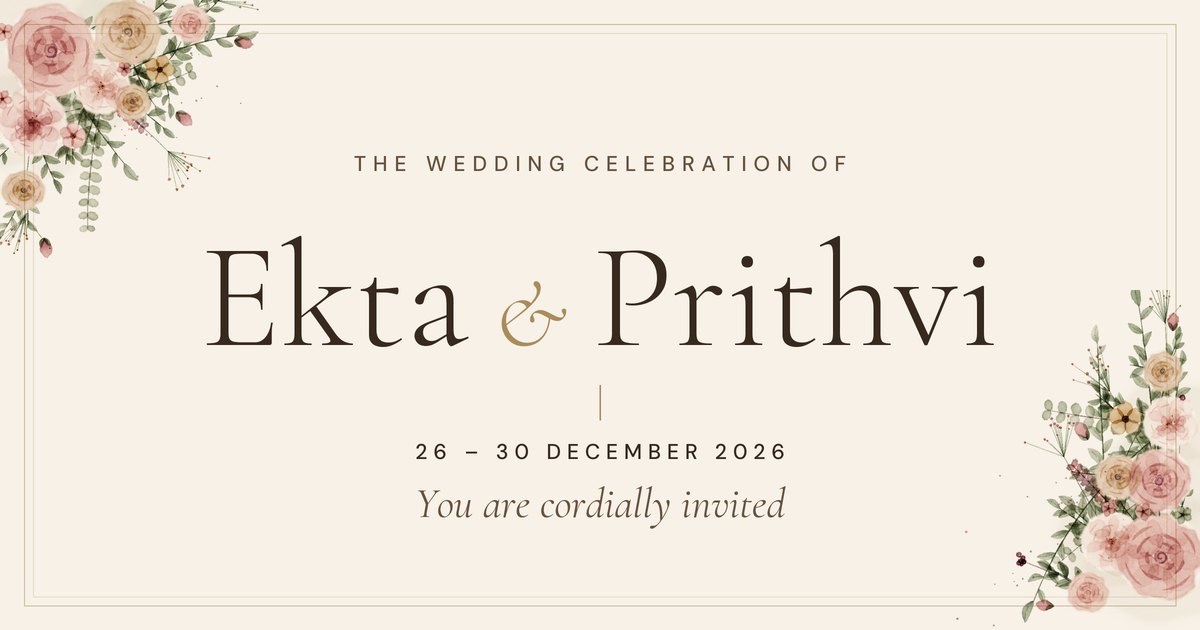 THE WEDDING CELEBRATION OF
Ekta & Prithvi
26 – 30 DECEMBER 2026
You are cordially invited